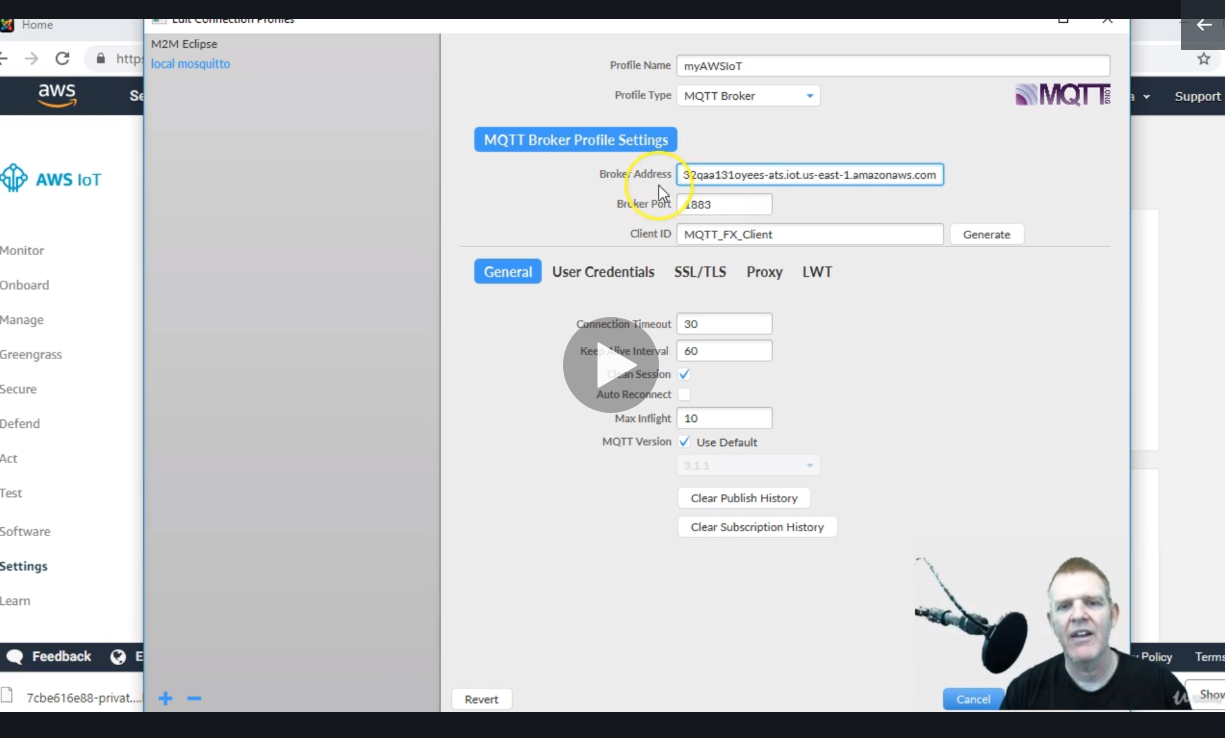 Home
Edit Connection Profiles
http
aws
Se
Support
AWS IoT
Monitor
Onboard
Manage
Greengrass
Secure
Defend
Act
Test
Software
Settings
Learn
Feedback
E
7cbe616e88-privat....
M2M Eclipse
local mosquitto
Profile Name myAWSIoT
Profile Type MQTT Broker
MQTT.ORG
MQTT Broker Profile Settings
Broker Address 32qaa131oyees-ats.iot.us-east-1.amazonaws.com
Broker Port 1883
Client ID MQTT_FX_Client Generate
General User Credentials SSL/TLS Proxy LWT
Connection Timeout 30
Keep Alive Interval 60
Clean Session
Auto Reconnect
Max Inflight 10
MQTT Version Use Default
3.1.1
Clear Publish History
Clear Subscription History
Revert Cancel
Policy Terms
Show